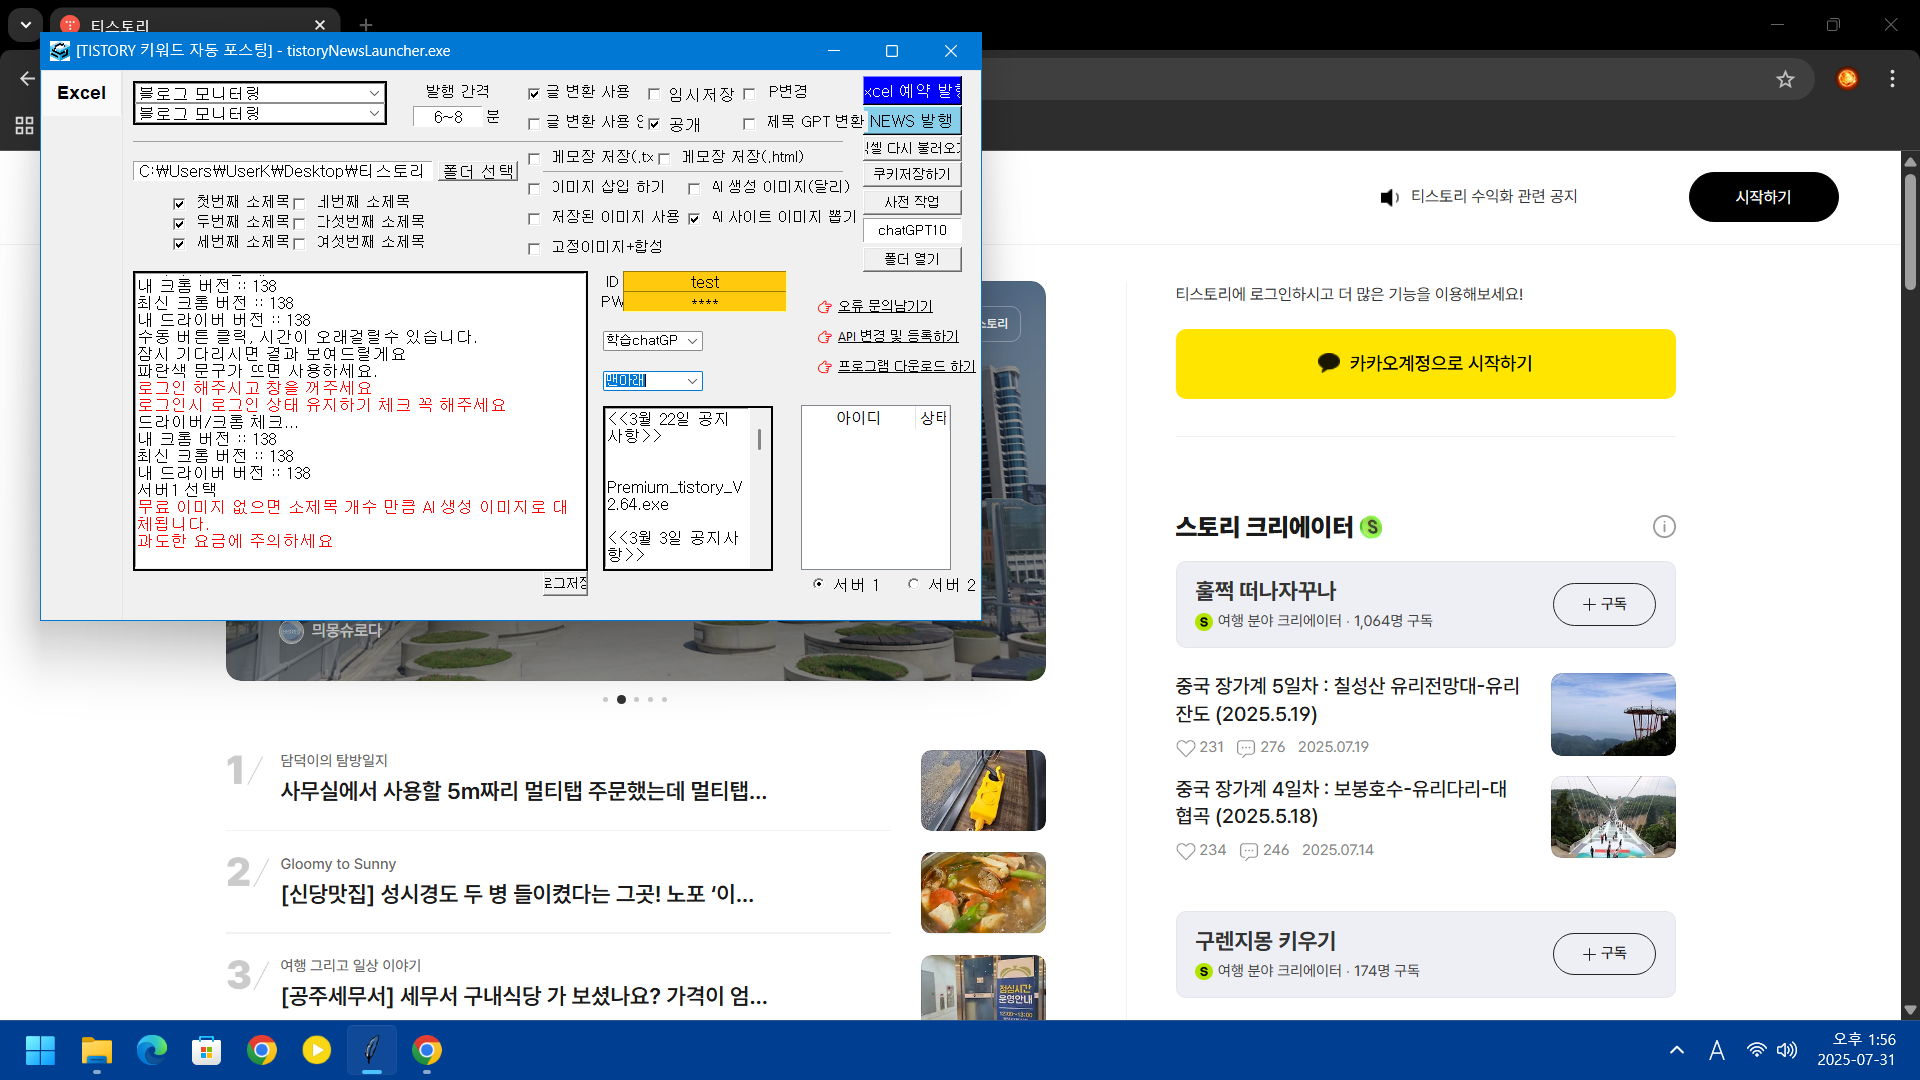 티스토리
[TISTORY 키워드 자동 포스팅] - tistoryNewsLauncher.exe
Excel
블로그 모니터링
블로그 모니터링
발행 간격
6~8 분
글 변환 사용
임시저장
P변경
글 변환 사용 안
공개
제목 GPT 변환
xcel 예약 발행
NEWS 발행
엑셀 다시 불러오기
쿠키저장하기
사전 작업
chatGPT10
폴더 열기
C:₩Users₩UserK₩Desktop₩티스토리
폴더 선택
메모장 저장(.tx
메모장 저장(.html)
첫번째 소제목
네번째 소제목
이미지 삽입 하기
AI 생성 이미지(달리)
두번째 소제목
다섯번째 소제목
저장된 이미지 사용
AI 사이트 이미지 뽑기
세번째 소제목
여섯번째 소제목
고정이미지+합성
내 크롬 버전 :: 138
최신 크롬 버전 :: 138
내 드라이버 버전 :: 138
수동 버튼 클릭, 시간이 오래걸릴수 있습니다.
잠시 기다리시면 결과 보여드릴게요
파란색 문구가 뜨면 사용하세요.
로그인 해주시고 창을 꺼주세요
로그인시 로그인 상태 유지하기 체크 꼭 해주세요
드라이버/크롬 체크...
내 크롬 버전 :: 138
최신 크롬 버전 :: 138
내 드라이버 버전 :: 138
서버1 선택
무료 이미지 없으면 소제목 개수 만큼 AI 생성 이미지로 대
체됩니다.
과도한 요금에 주의하세요
로그저장
ID test
PW ****
학습chatGP
맨아래
오류 문의남기기
API 변경 및 등록하기
프로그램 다운로드 하기
<<3월 22일 공지
사항>>
Premium_tistory_V
2.64.exe
<<3월 3일 공지사
항>>
아이디 상태
서버 1 서버 2
스토리
믜몽슈로다
1
담덕이의 탐방일지
사무실에서 사용할 5m짜리 멀티탭 주문했는데 멀티탭...
2
Gloomy to Sunny
[신당맛집] 성시경도 두 병 들이켰다는 그곳! 노포 ‘이...
3
여행 그리고 일상 이야기
[공주세무서] 세무서 구내식당 가 보셨나요? 가격이 엄...
점심시간
운영안내
티스토리 수익화 관련 공지
시작하기
티스토리에 로그인하시고 더 많은 기능을 이용해보세요!
카카오계정으로 시작하기
스토리 크리에이터 S
훌쩍 떠나자꾸나
S 여행 분야 크리에이터 · 1,064명 구독
+ 구독
중국 장가계 5일차 : 칠성산 유리전망대-유리
잔도 (2025.5.19)
231 276 2025.07.19
중국 장가계 4일차 : 보봉호수-유리다리-대
협곡 (2025.5.18)
234 246 2025.07.14
구렌지몽 키우기
S 여행 분야 크리에이터 · 174명 구독
+ 구독
A
오후 1:56
2025-07-31